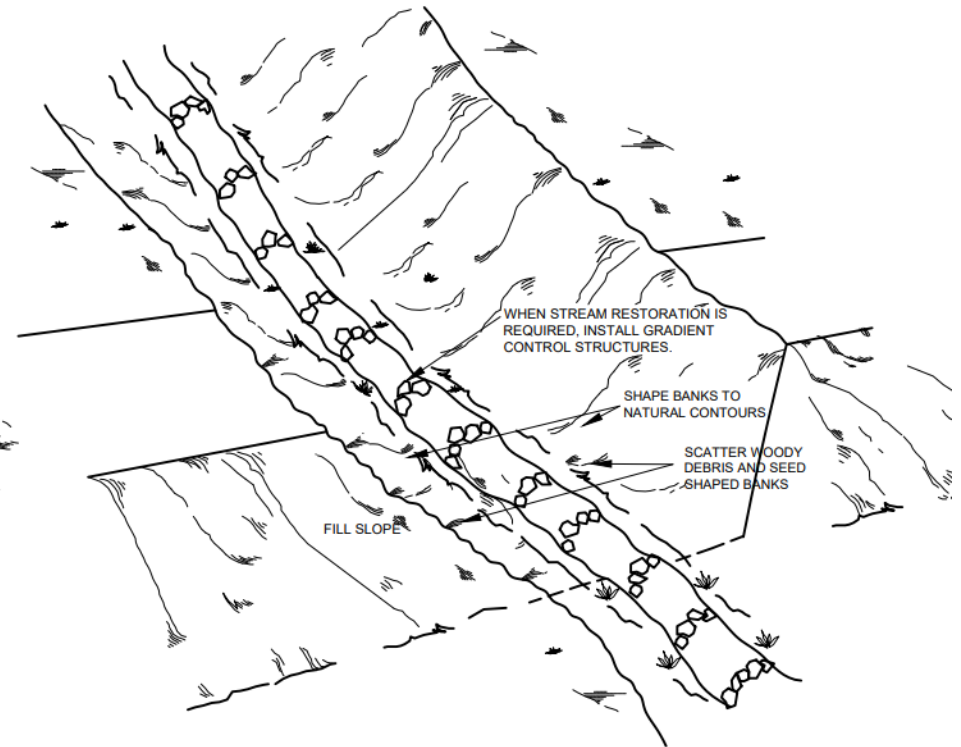 WHEN STREAM RESTORATION IS
REQUIRED, INSTALL GRADIENT
CONTROL STRUCTURES.
SHAPE BANKS TO
NATURAL CONTOURS
SCATTER WOODY
DEBRIS AND SEED
SHAPED BANKS
FILL SLOPE